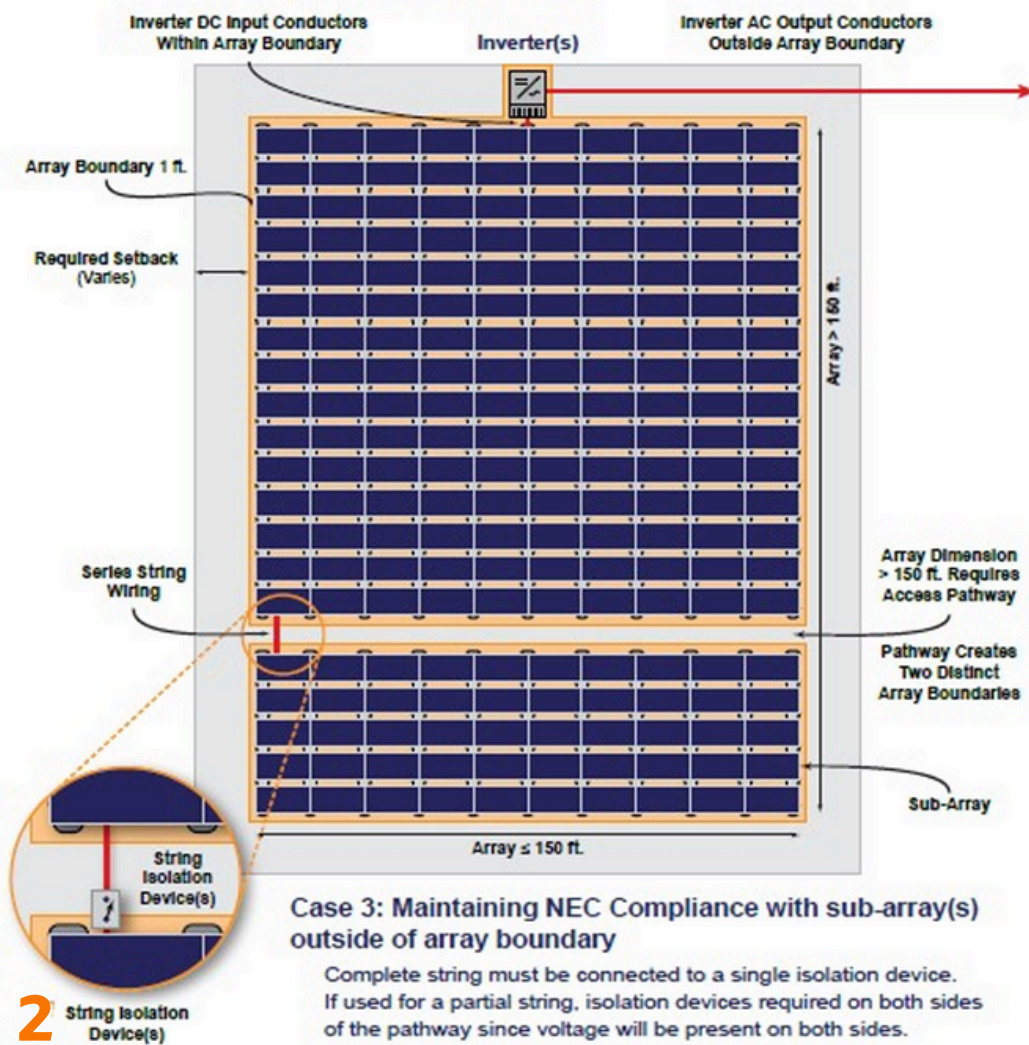 Inverter DC Input Conductors
Within Array Boundary
Inverter(s)
Inverter AC Output Conductors
Outside Array Boundary
Array Boundary 1 ft.
Required Setback
(Varies)
Array > 150 ft.
Series String
Wiring
Array Dimension
> 150 ft. Requires
Access Pathway
Pathway Creates
Two Distinct
Array Boundaries
Sub-Array
Array ≤ 150 ft.
String
Isolation
Device(s)
String Isolation
Device(s)
2
Case 3: Maintaining NEC Compliance with sub-array(s)
outside of array boundary
Complete string must be connected to a single isolation device.
If used for a partial string, isolation devices required on both sides
of the pathway since voltage will be present on both sides.